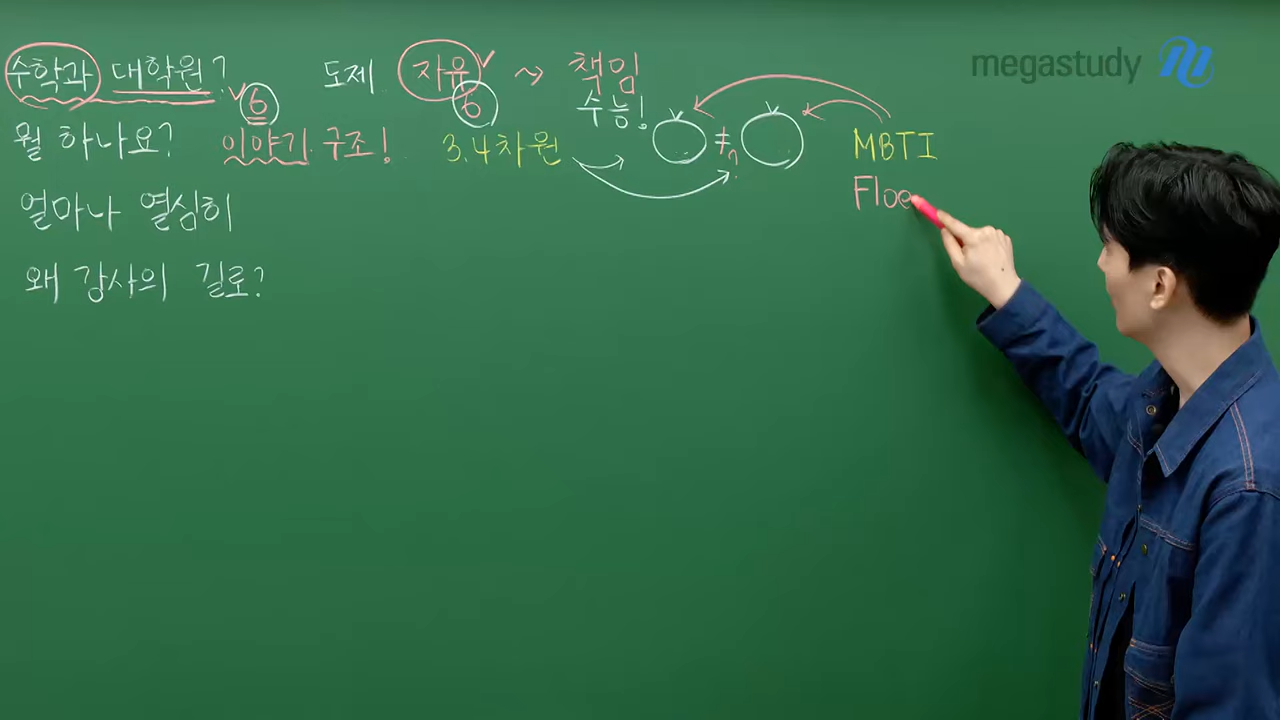 수학과 대학원? 도제 자유 → 책임
6 6 수능!
뭘 하나요? 이야기 구조! 3.4차원 ≠ ? MBTI
Floe
얼마나 열심히
왜 강사의 길로?
megastudy